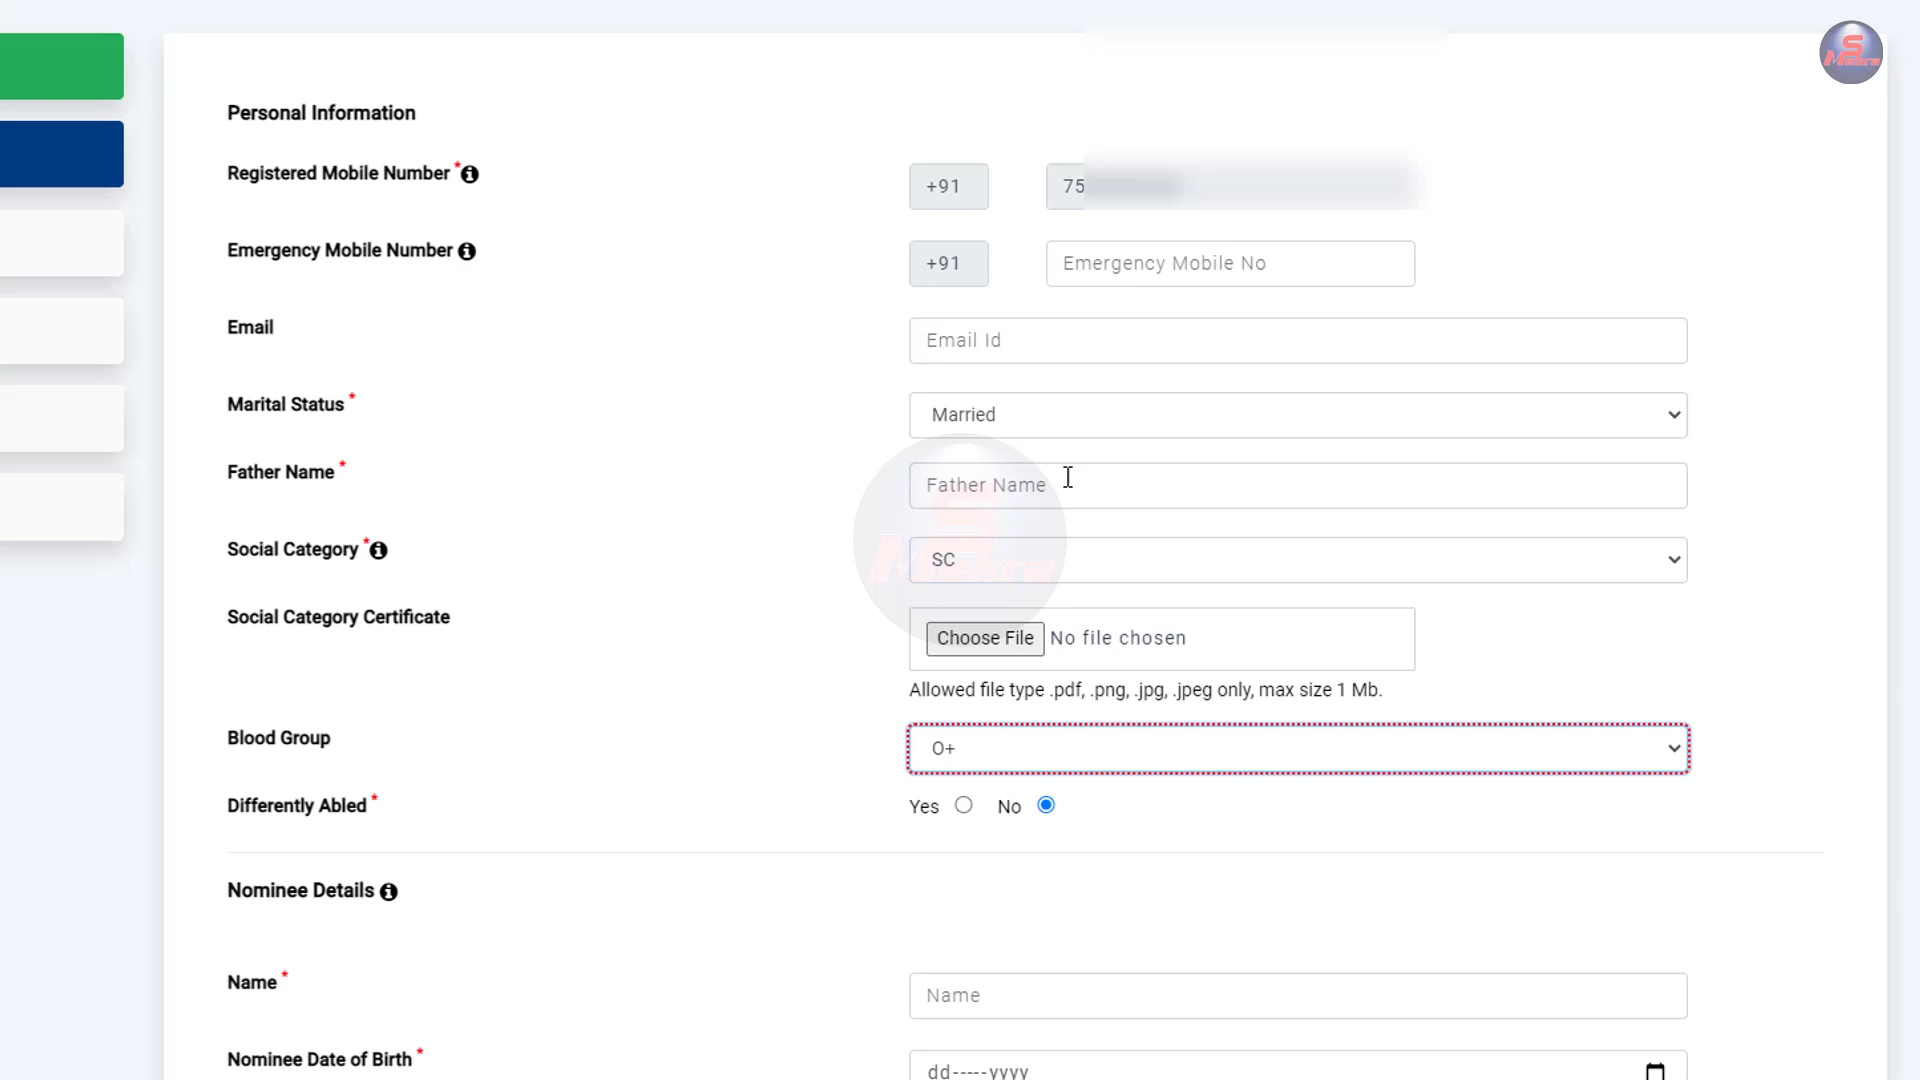 Personal Information
Registered Mobile Number * +91 75
Emergency Mobile Number +91 Emergency Mobile No
Email Email Id
Marital Status * Married
Father Name * Father Name
Social Category * SC
Social Category Certificate Choose File No file chosen
Allowed file type .pdf, .png, .jpg, .jpeg only, max size 1 Mb.
Blood Group O+
Differently Abled * Yes No
Nominee Details
Name * Name
Nominee Date of Birth * dd-----yyyy